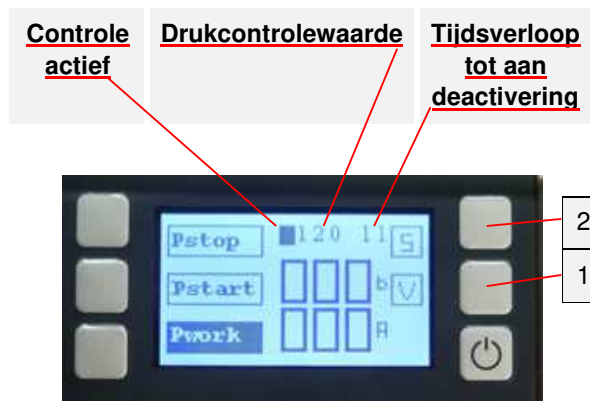 Controle
actief
Drukcontrolewaarde
Tijdsverloop
tot aan
deactivering
Pstop 120 11 S
Pstart b V
Pwork A
2
1